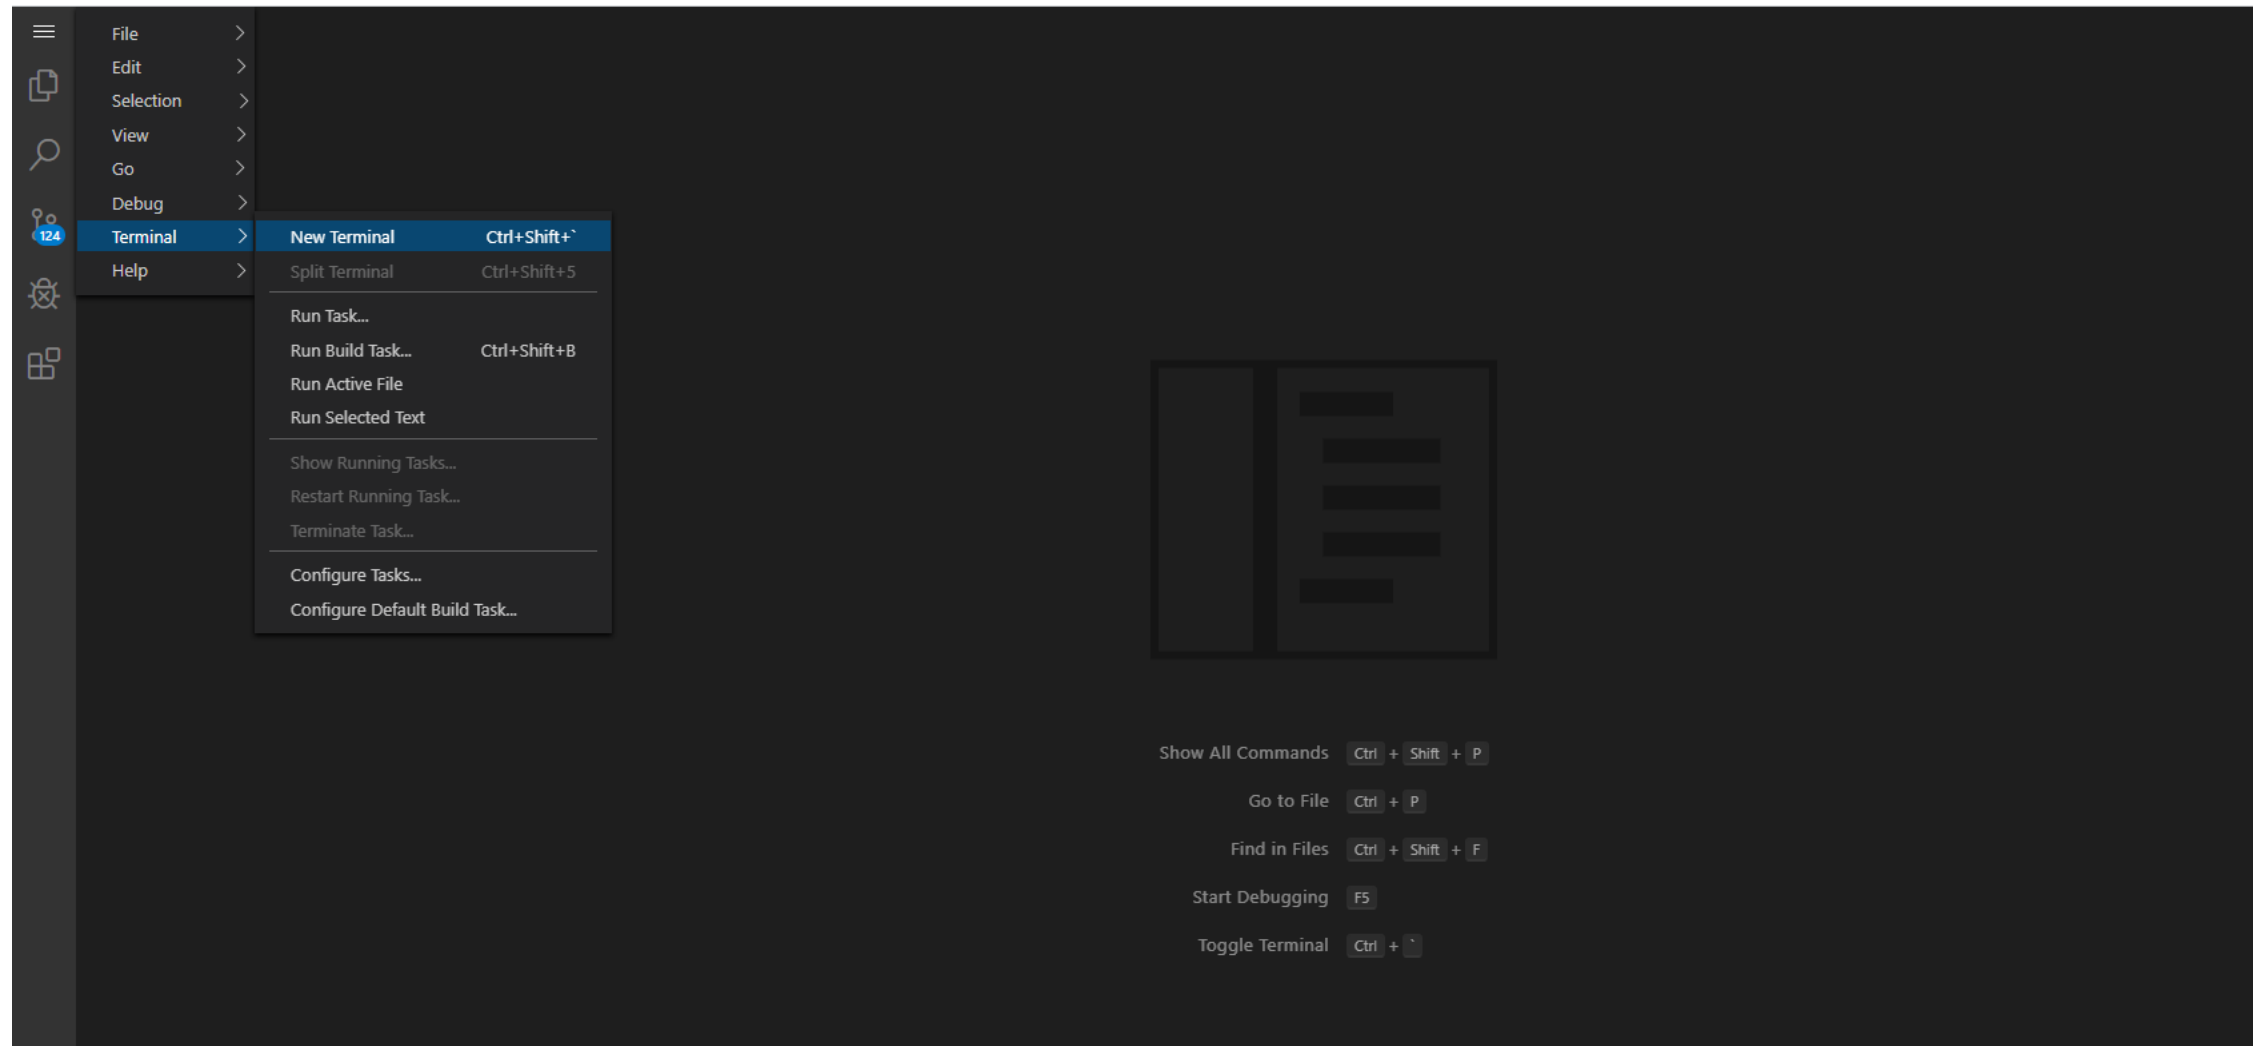 File
Edit
Selection
View
Go
Debug
Terminal
Help
124
New Terminal Ctrl+Shift+`
Split Terminal Ctrl+Shift+5
Run Task...
Run Build Task... Ctrl+Shift+B
Run Active File
Run Selected Text
Show Running Tasks...
Restart Running Task...
Terminate Task...
Configure Tasks...
Configure Default Build Task...
Show All Commands Ctrl + Shift + P
Go to File Ctrl + P
Find in Files Ctrl + Shift + F
Start Debugging F5
Toggle Terminal Ctrl + `